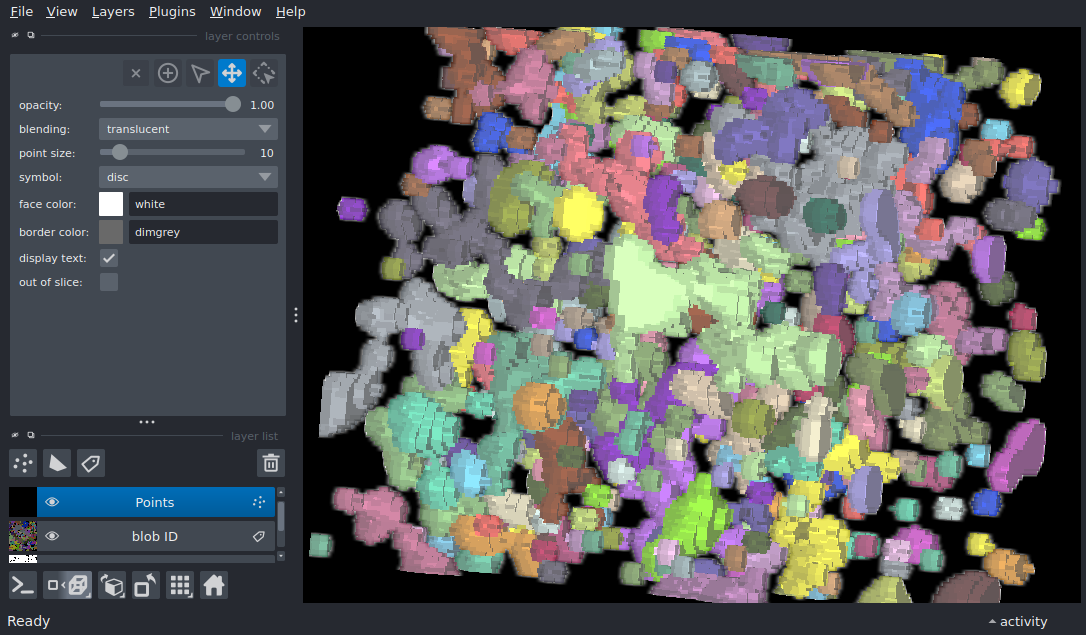 File View Layers Plugins Window Help
layer controls
opacity: 1.00
blending: translucent
point size: 10
symbol: disc
face color: white
border color: dimgrey
display text:
out of slice:
layer list
Points
blob ID
Ready
activity